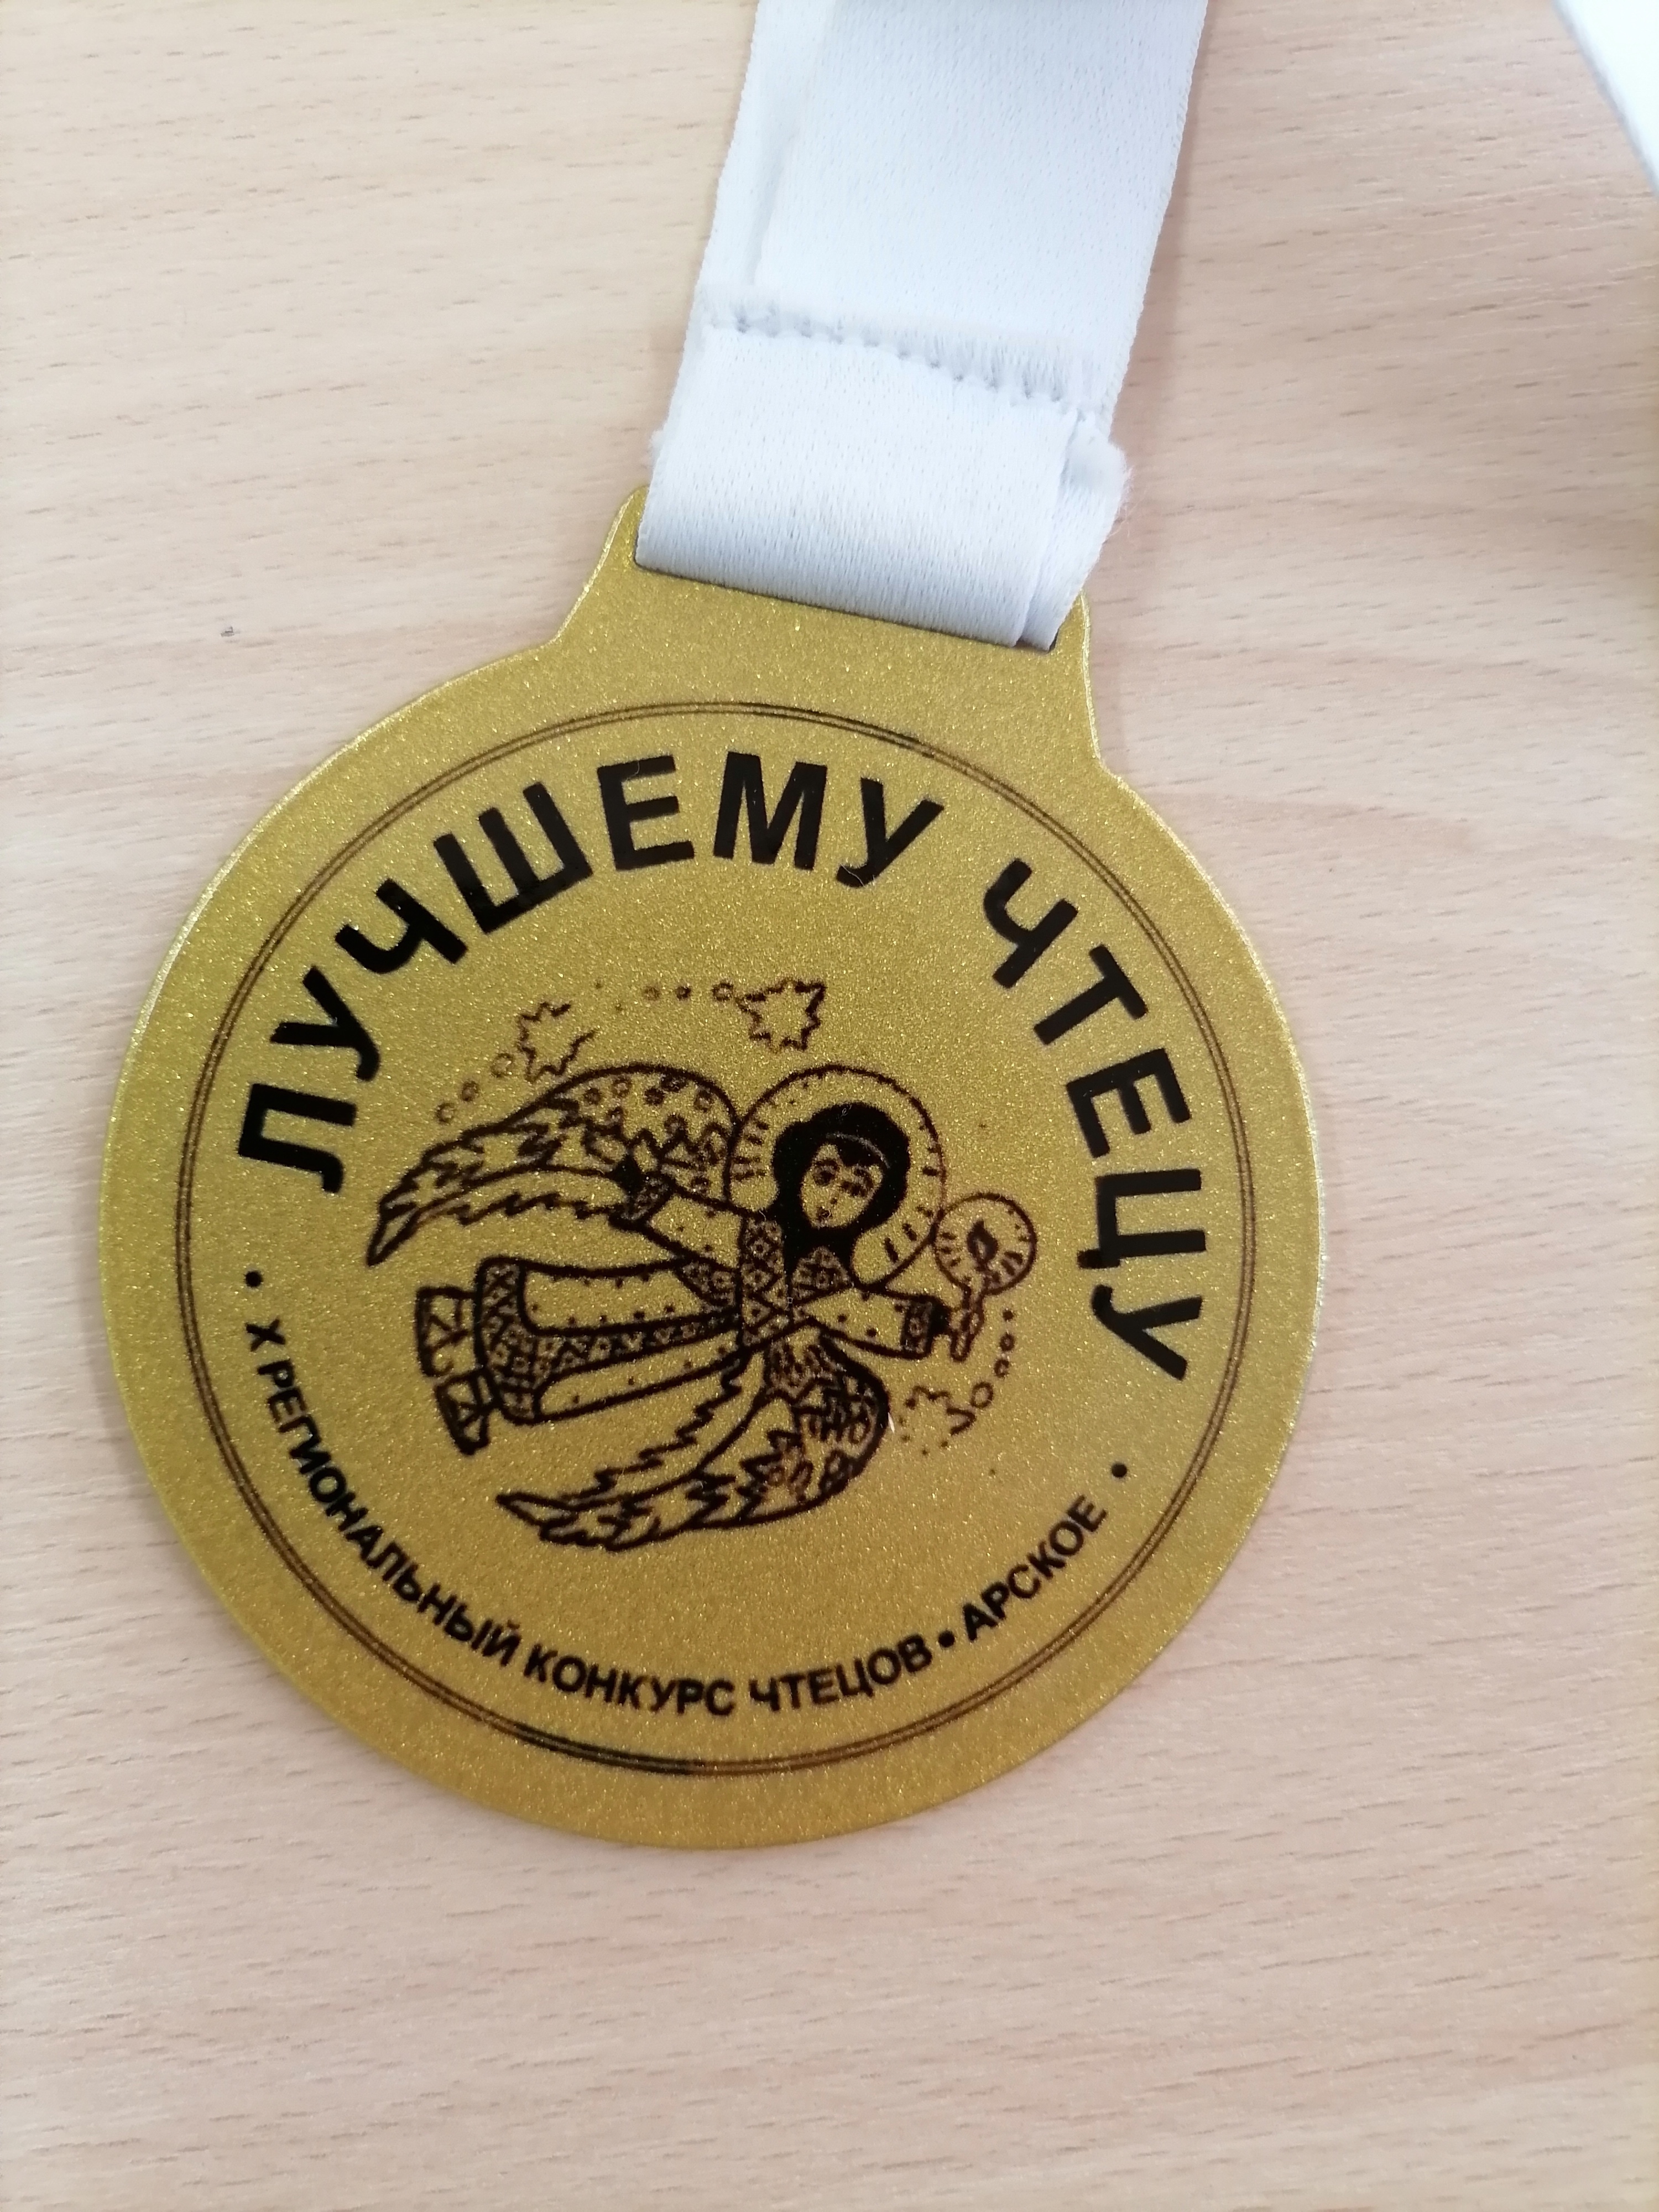 ЛУЧШЕМУ ЧТЕЦУ
• X РЕГИОНАЛЬНЫЙ КОНКУРС ЧТЕЦОВ • АРСКОЕ •